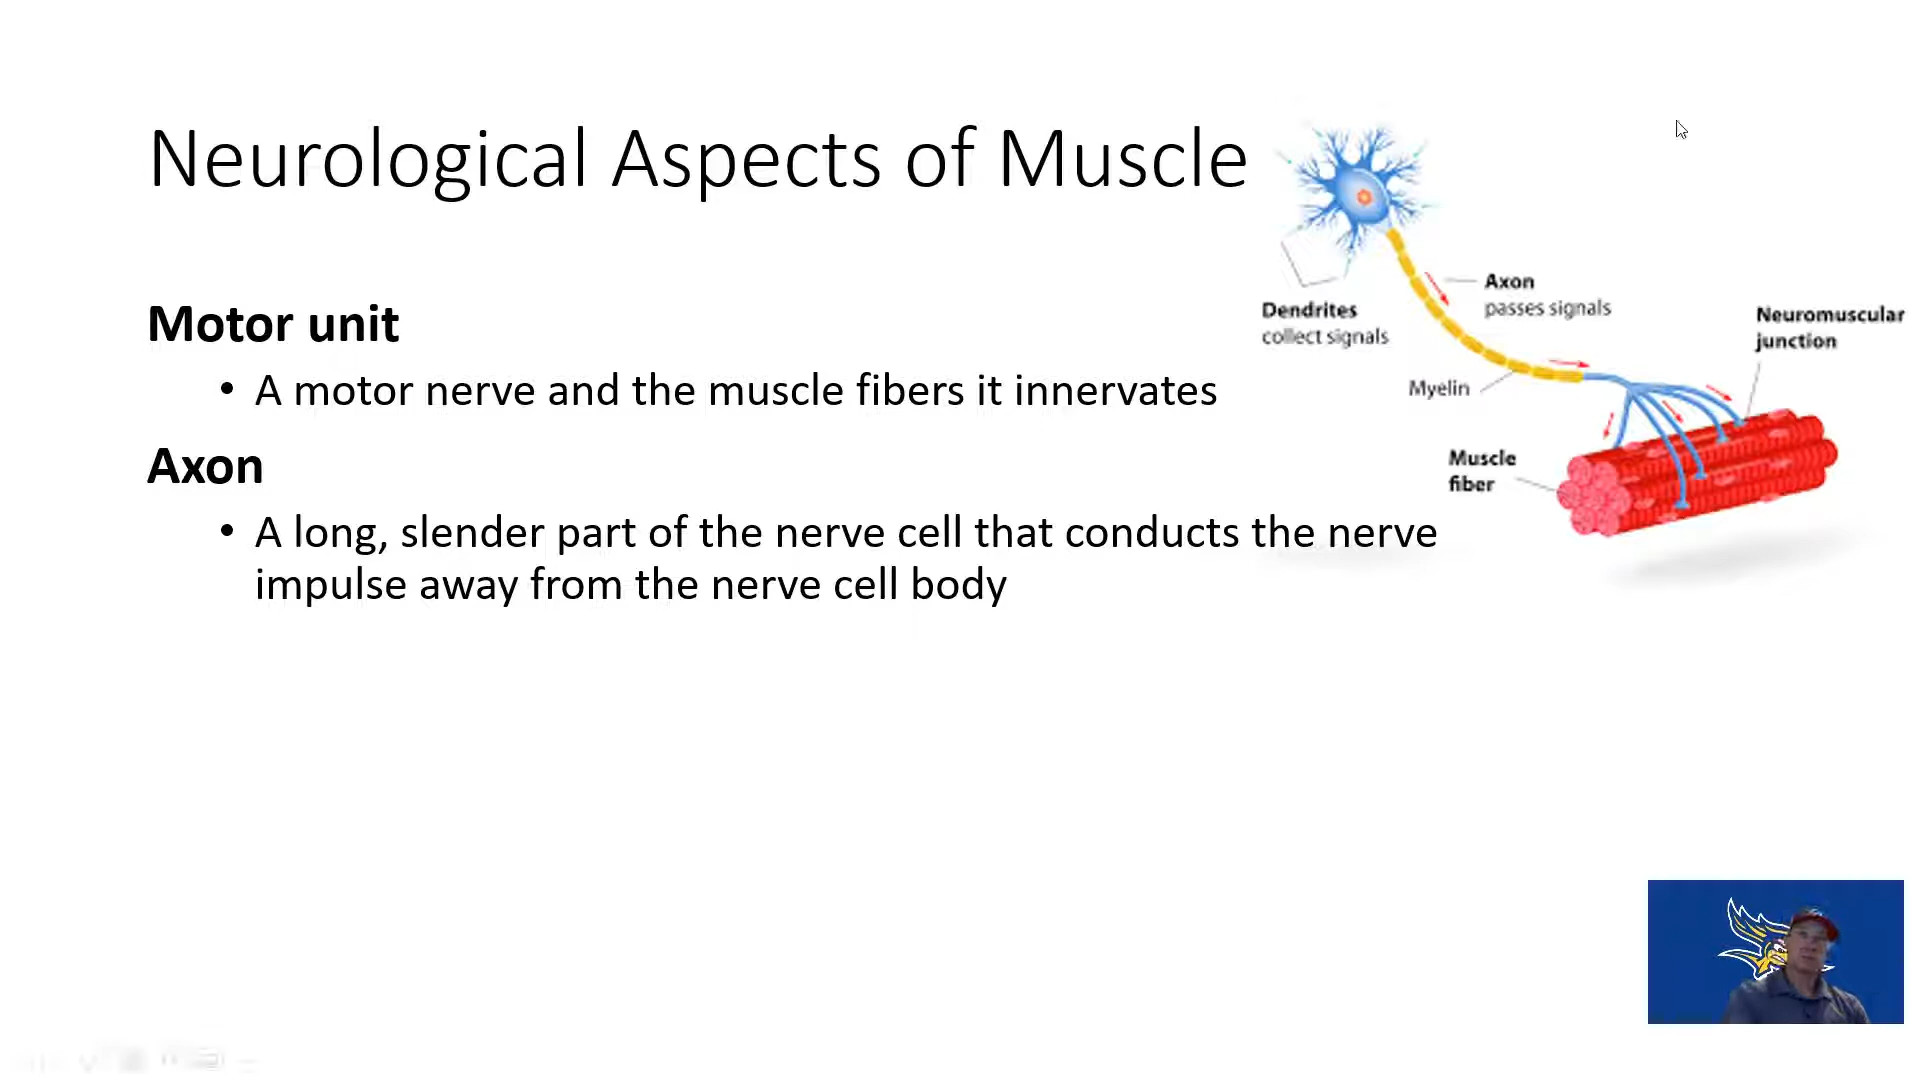 Neurological Aspects of Muscle
Motor unit
• A motor nerve and the muscle fibers it innervates
Axon
• A long, slender part of the nerve cell that conducts the nerve
impulse away from the nerve cell body
Dendrites
collect signals
Axon
passes signals
Myelin
Neuromuscular
junction
Muscle
fiber